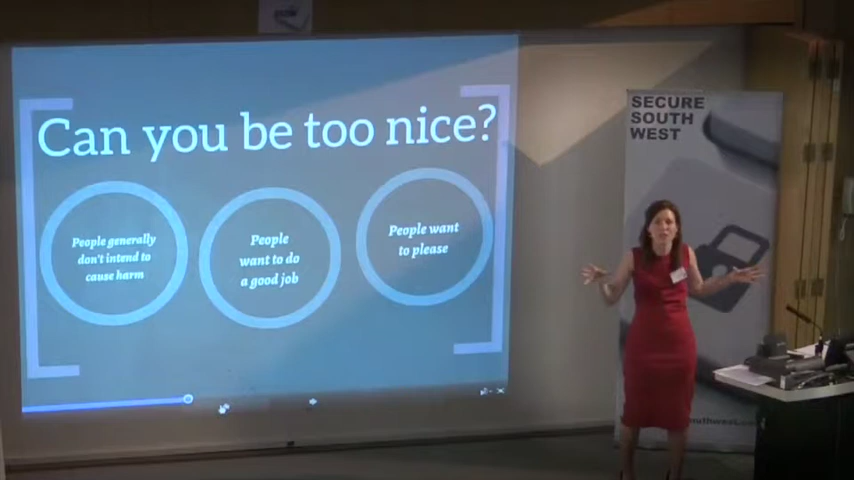 Can you be too nice?
People generally
don't intend to
cause harm
People
want to do
a good job
People want
to please
SECURE
SOUTH
WEST